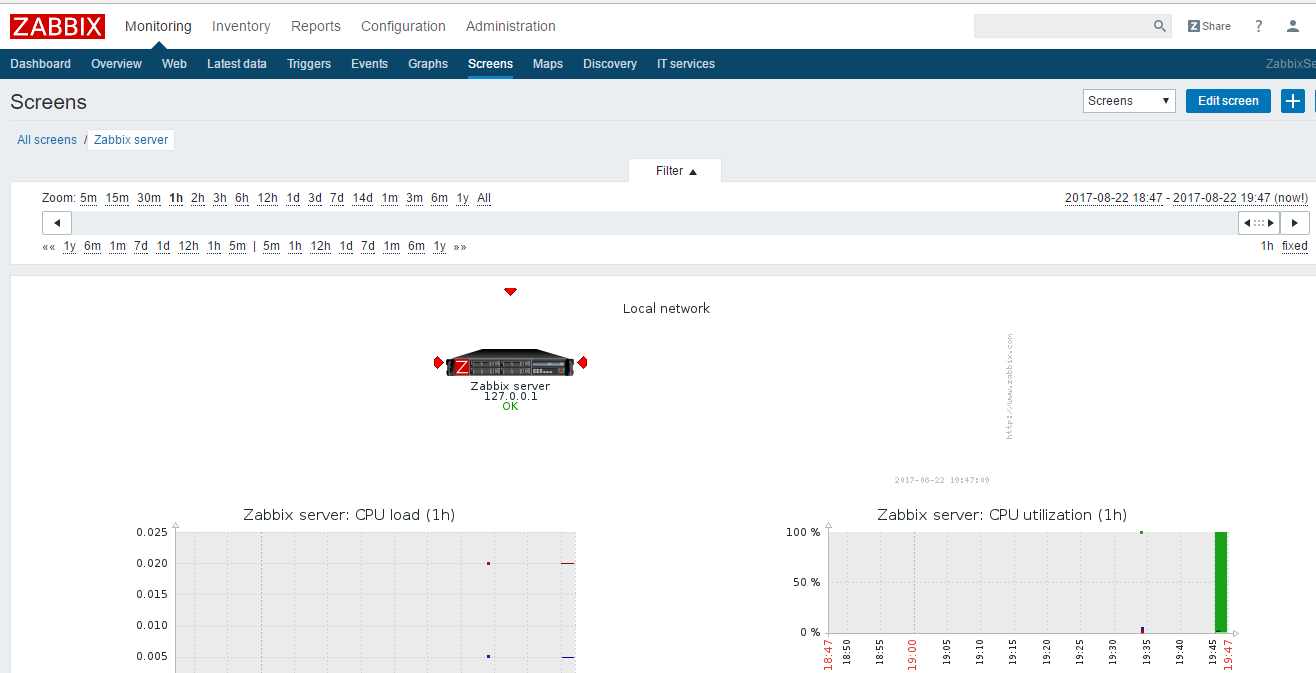 ZABBIX Monitoring Inventory Reports Configuration Administration Z Share ?
Dashboard Overview Web Latest data Triggers Events Graphs Screens Maps Discovery IT services ZabbixSe
Screens Screens ▼ Edit screen +
All screens / Zabbix server
Filter ▲
Zoom: 5m 15m 30m 1h 2h 3h 6h 12h 1d 3d 7d 14d 1m 3m 6m 1y All 2017-08-22 18:47 - 2017-08-22 19:47 (now!)
«« 1y 6m 1m 7d 1d 12h 1h 5m | 5m 1h 12h 1d 7d 1m 6m 1y »» 1h fixed
Local network
Z
Zabbix server
127.0.0.1
OK
http://www.zabbix.com
2017-08-22 19:47:09
Zabbix server: CPU load (1h)
0.025
0.020
0.015
0.010
0.005
Zabbix server: CPU utilization (1h)
100 %
50 %
0 %
18:47 18:50 18:55 19:00 19:05 19:10 19:15 19:20 19:25 19:30 19:35 19:40 19:45 19:47